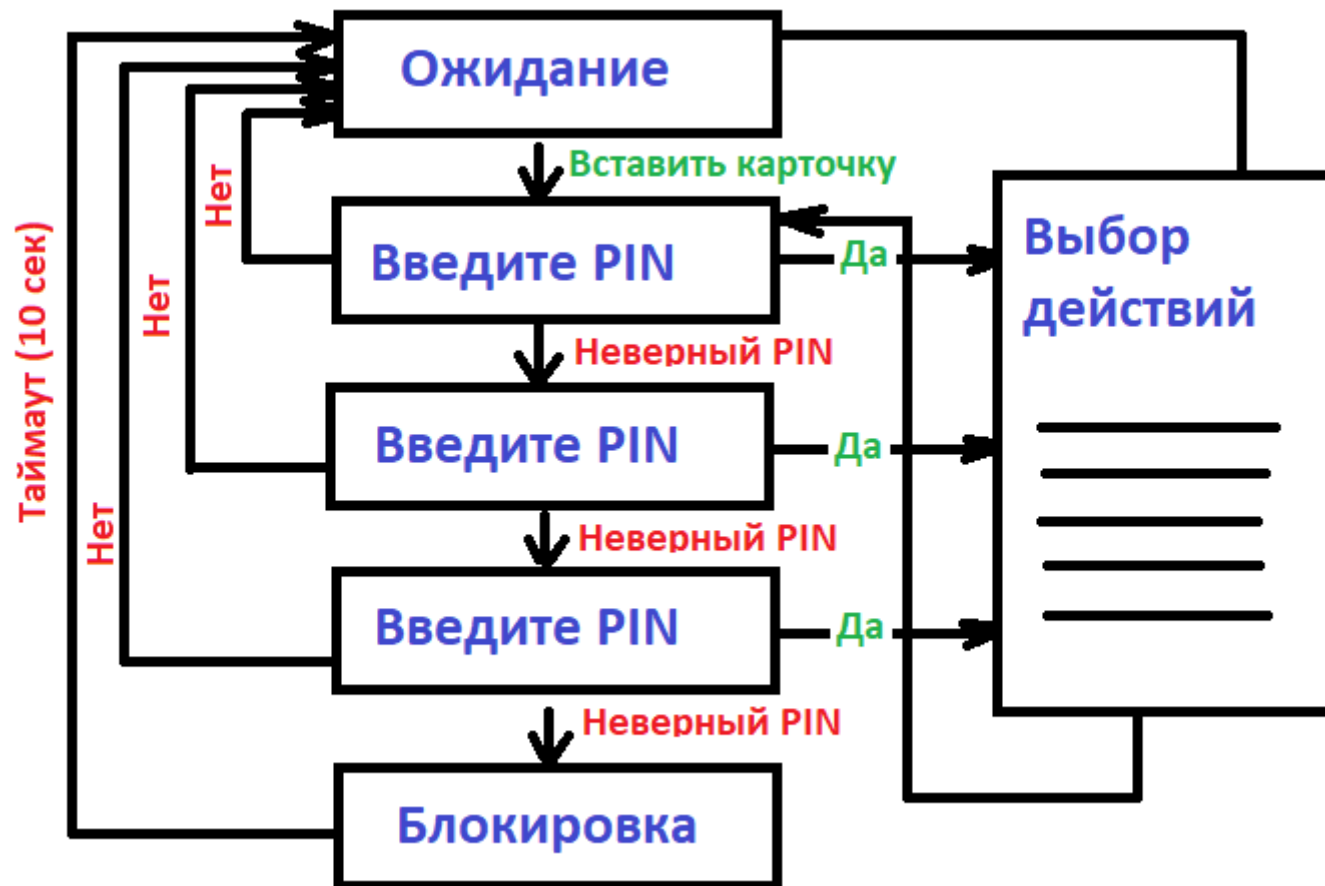 Ожидание
Вставить карточку
Нет
Введите PIN
Да
Выбор
действий
Неверный PIN
Нет
Введите PIN
Да
Неверный PIN
Таймаут (10 сек)
Нет
Введите PIN
Да
Неверный PIN
Блокировка